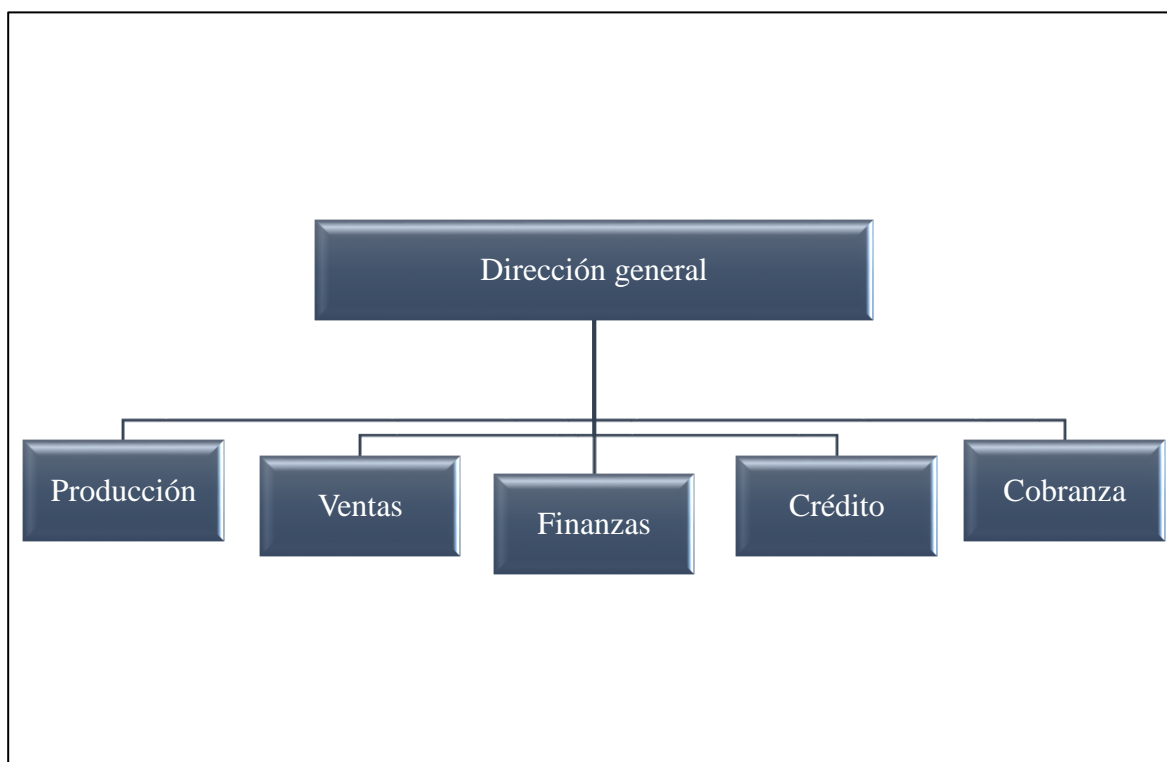 Dirección general
Producción
Ventas
Finanzas
Crédito
Cobranza